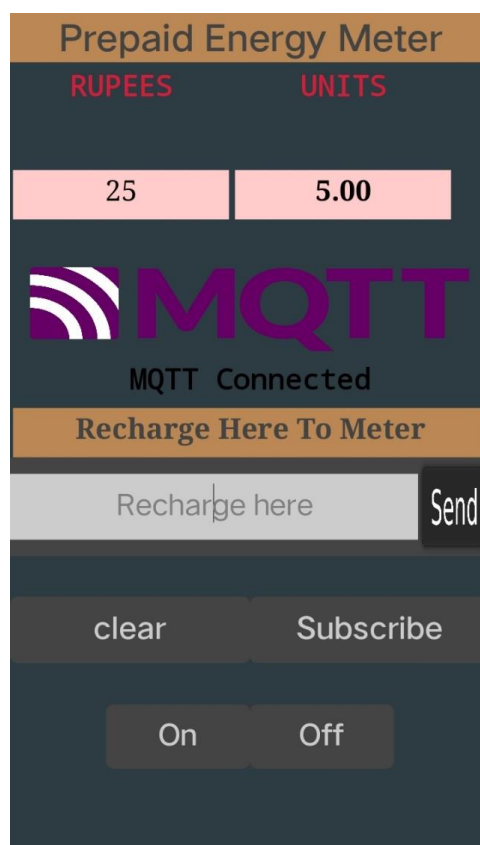 Prepaid Energy Meter
RUPEES UNITS
25 5.00
MQTT
MQTT Connected
Recharge Here To Meter
Recharge here Send
clear Subscribe
On Off